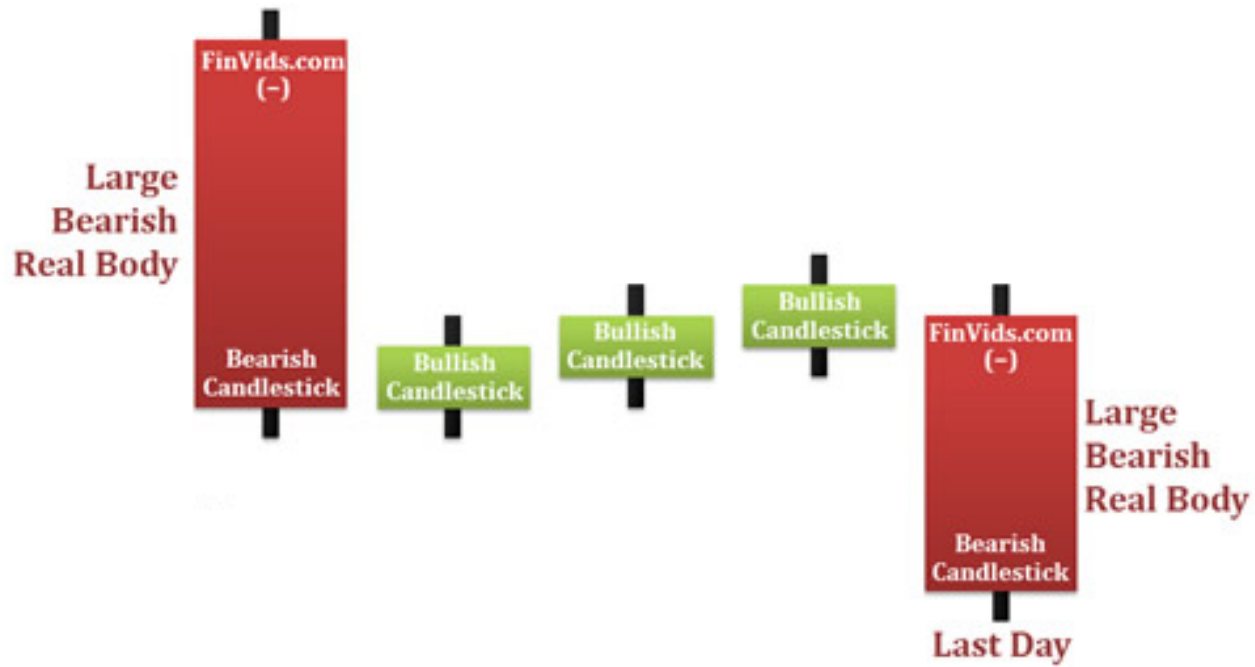 FinVids.com
(−)
Large
Bearish
Real Body
Bearish
Candlestick
Bullish
Candlestick
Bullish
Candlestick
Bullish
Candlestick
FinVids.com
(−)
Large
Bearish
Real Body
Bearish
Candlestick
Last Day